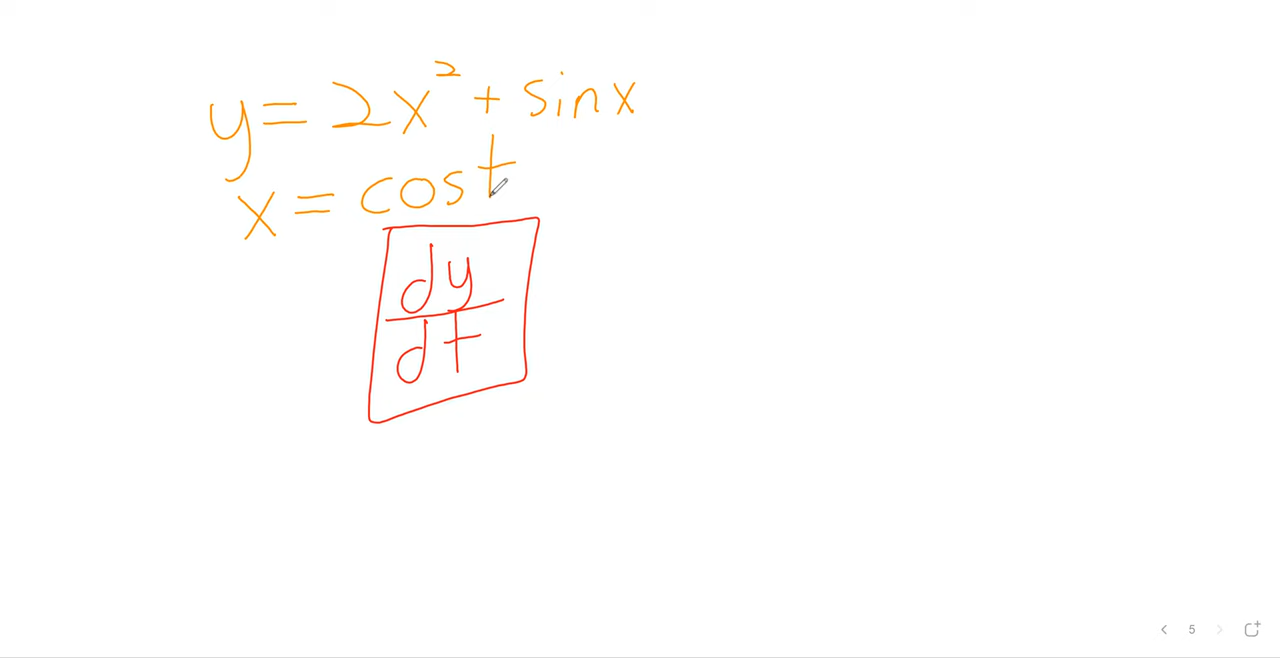 y = 2x² + sin x
x = cos t
dy
dt
5